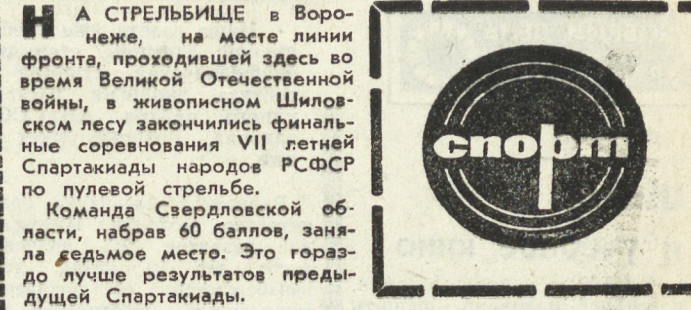 НА СТРЕЛЬБИЩЕ в Воро-
неже, на месте линии
фронта, проходившей здесь во
время Великой Отечественной
войны, в живописном Шилов-
ском лесу закончились финаль-
ные соревнования VII летней
Спартакиады народов РСФСР
по пулевой стрельбе.
Команда Свердловской об-
ласти, набрав 60 баллов, заня-
ла седьмое место. Это гораз-
до лучше результатов преды-
дущей Спартакиады.
спорт